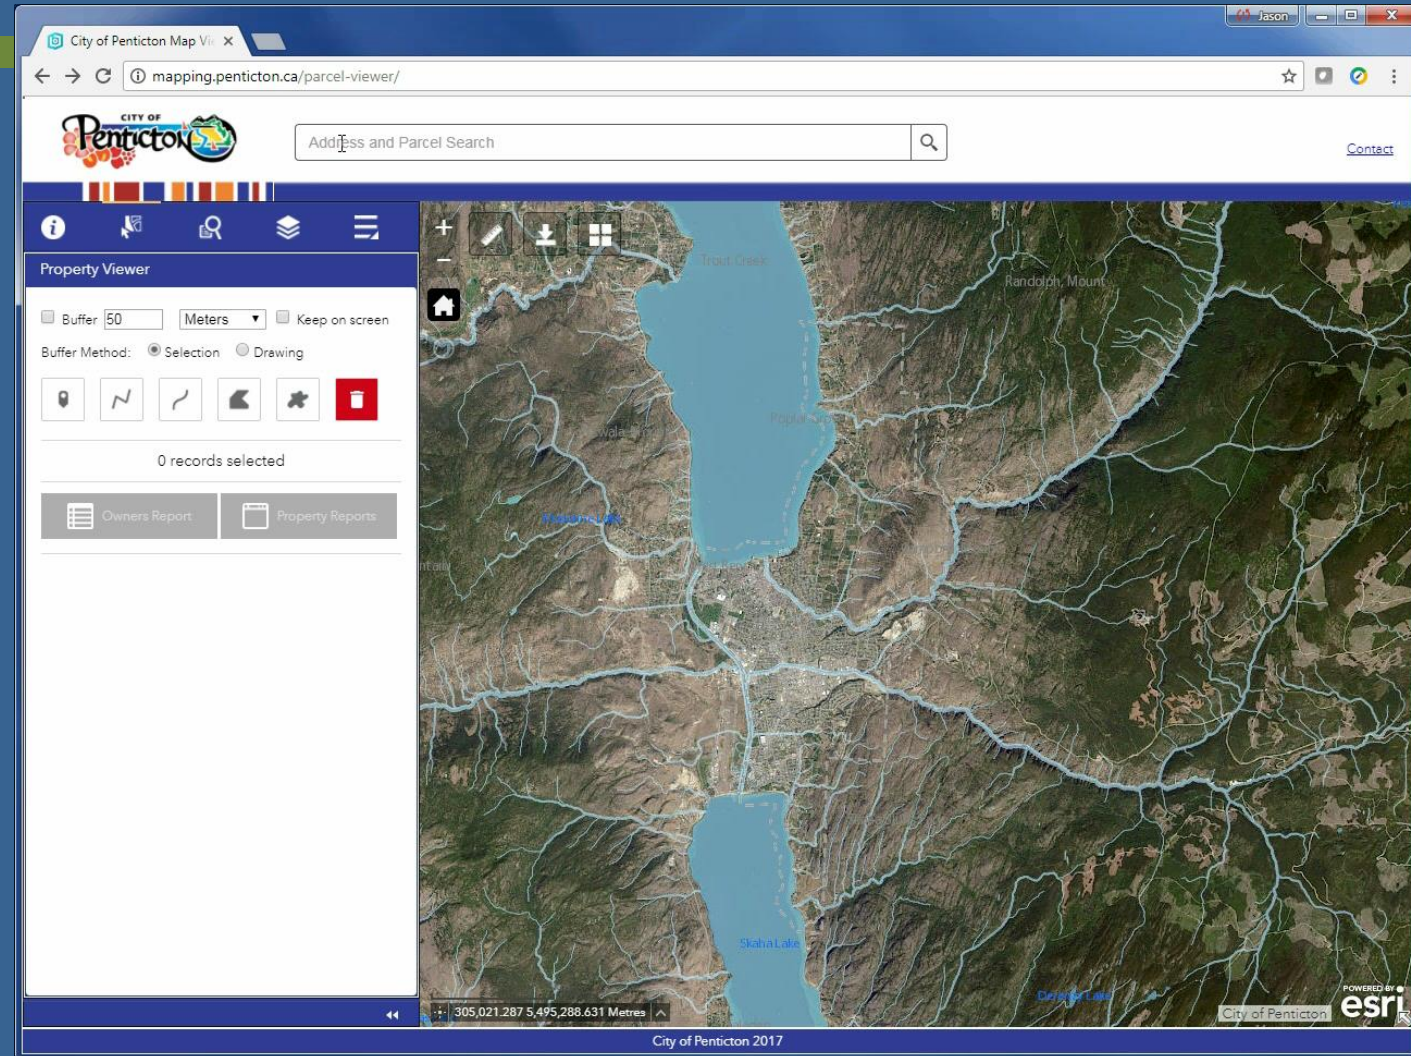 Jason
City of Penticton Map Vi
mapping.penticton.ca/parcel-viewer/
CITY OF
Penticton
Address and Parcel Search
Contact
Property Viewer
Buffer 50 Meters Keep on screen
Buffer Method: Selection Drawing
0 records selected
Owners Report Property Reports
Trout Creek
Randolph, Mount
Skaha Lake
305,021.287 5,495,288.631 Metres
City of Penticton
POWERED BY
esri
City of Penticton 2017